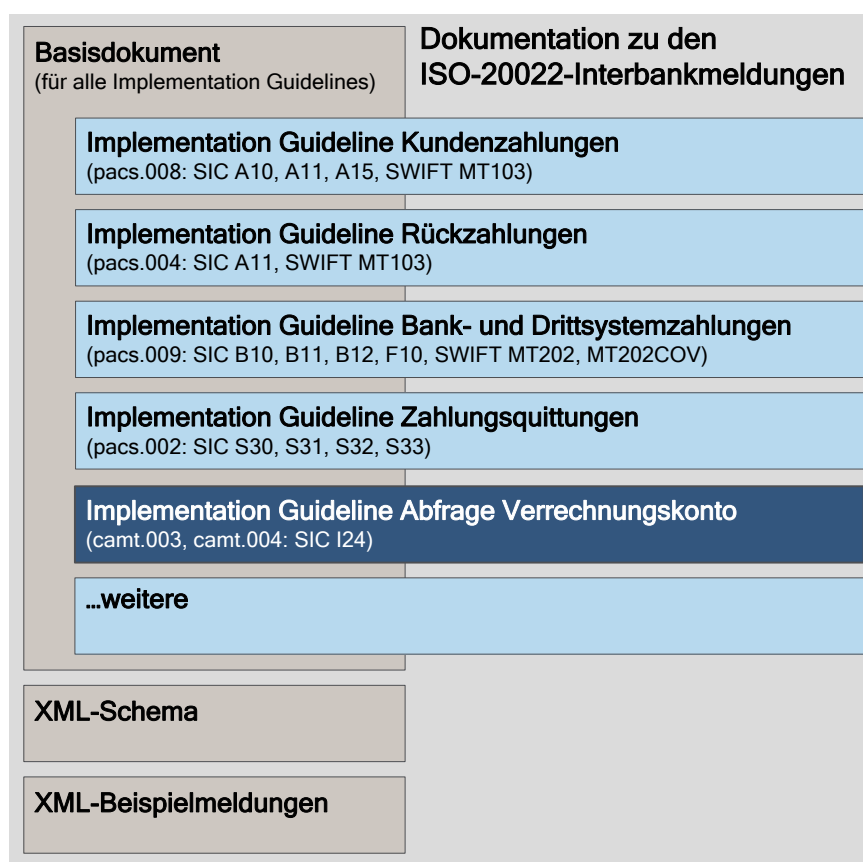 Basisdokument
(für alle Implementation Guidelines)
Dokumentation zu den
ISO-20022-Interbankmeldungen
Implementation Guideline Kundenzahlungen
(pacs.008: SIC A10, A11, A15, SWIFT MT103)
Implementation Guideline Rückzahlungen
(pacs.004: SIC A11, SWIFT MT103)
Implementation Guideline Bank- und Drittsystemzahlungen
(pacs.009: SIC B10, B11, B12, F10, SWIFT MT202, MT202COV)
Implementation Guideline Zahlungsquittungen
(pacs.002: SIC S30, S31, S32, S33)
Implementation Guideline Abfrage Verrechnungskonto
(camt.003, camt.004: SIC I24)
...weitere
XML-Schema
XML-Beispielmeldungen